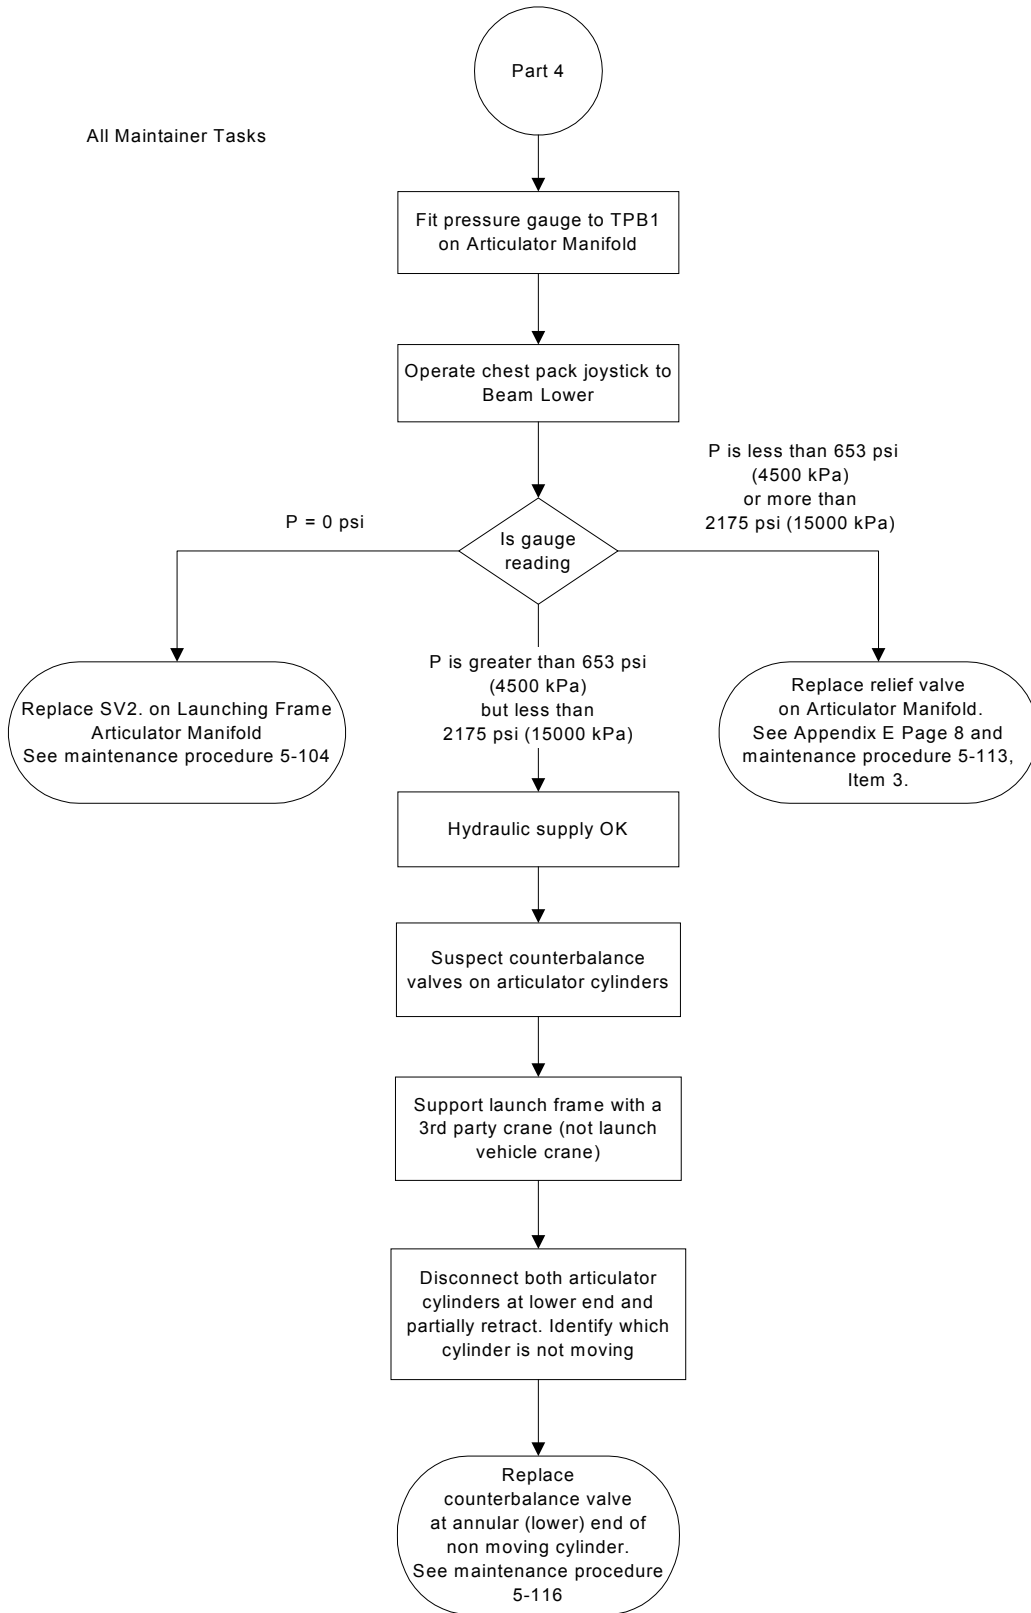 Part 4
All Maintainer Tasks
Fit pressure gauge to TPB1
on Articulator Manifold
Operate chest pack joystick to
Beam Lower
P is less than 653 psi
(4500 kPa)
or more than
2175 psi (15000 kPa)
P = 0 psi
Is gauge
reading
P is greater than 653 psi
(4500 kPa)
but less than
2175 psi (15000 kPa)
Replace SV2. on Launching Frame
Articulator Manifold
See maintenance procedure 5-104
Replace relief valve
on Articulator Manifold.
See Appendix E Page 8 and
maintenance procedure 5-113,
Item 3.
Hydraulic supply OK
Suspect counterbalance
valves on articulator cylinders
Support launch frame with a
3rd party crane (not launch
vehicle crane)
Disconnect both articulator
cylinders at lower end and
partially retract. Identify which
cylinder is not moving
Replace
counterbalance valve
at annular (lower) end of
non moving cylinder.
See maintenance procedure
5-116